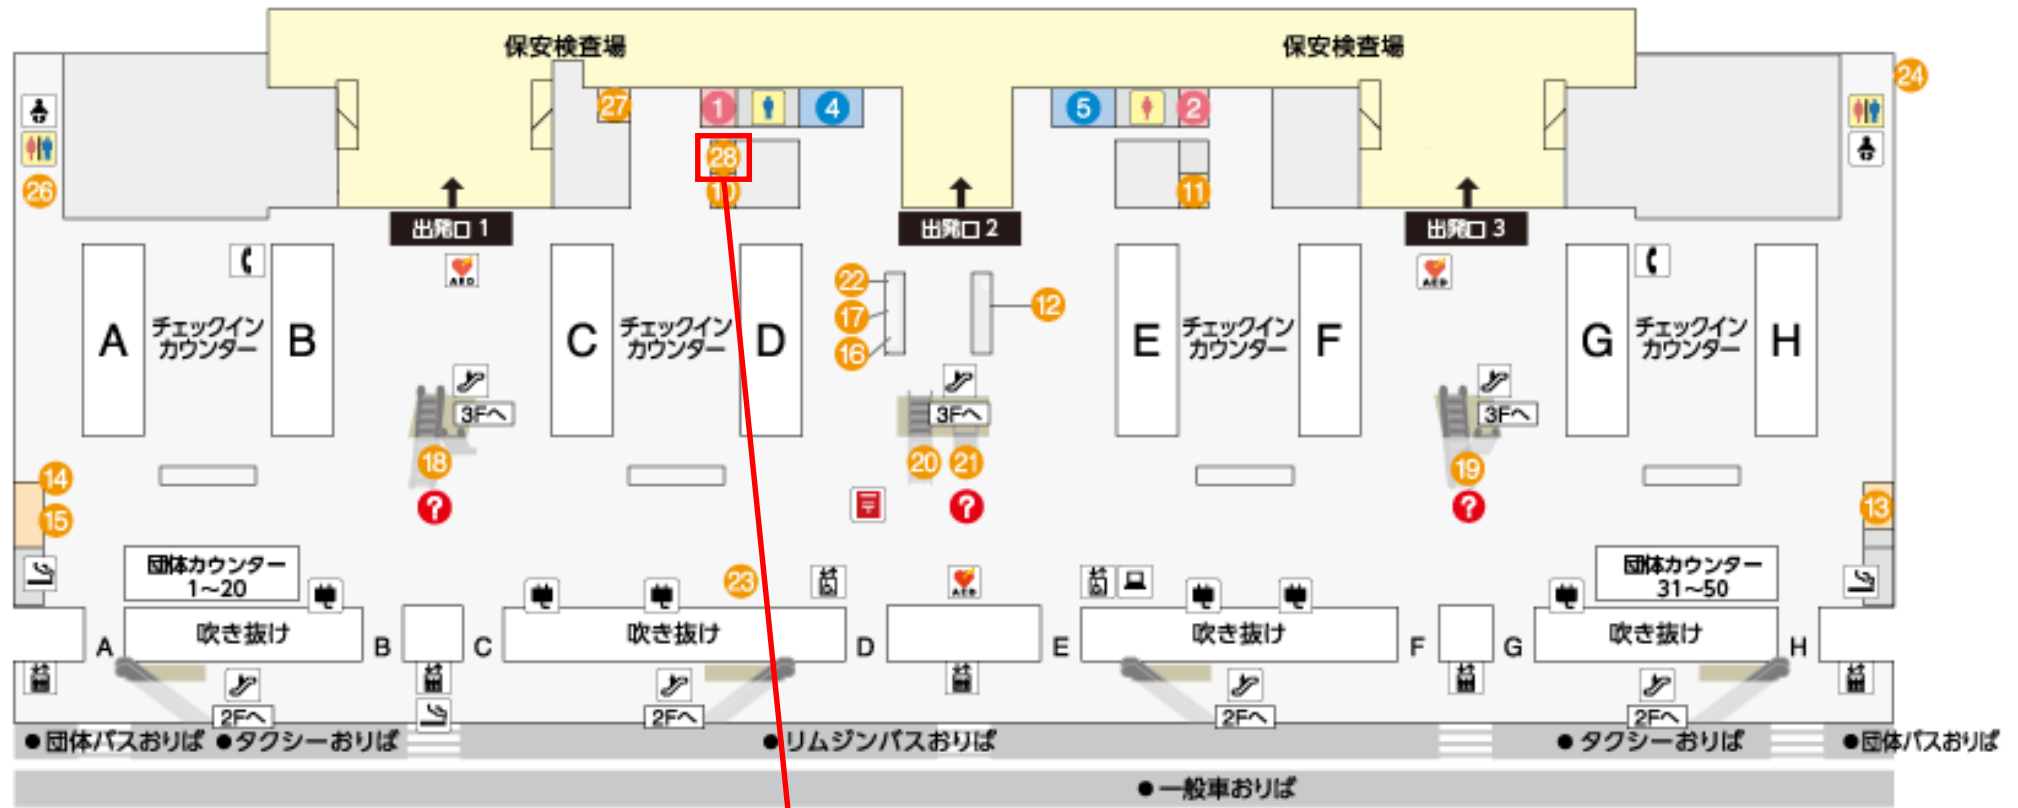 保安検査場
保安検査場
24
27
1
4
5
2
28
26
10
11
出発口 1
出発口 2
出発口 3
AED
AED
22
17
16
12
A
チェックイン
カウンター
B
C
チェックイン
カウンター
D
E
チェックイン
カウンター
F
G
チェックイン
カウンター
H
3Fへ
3Fへ
3Fへ
14
18
20
21
19
15
?
?
?
13
団体カウンター
1〜20
23
AED
団体カウンター
31〜50
A
吹き抜け
B
C
吹き抜け
D
E
吹き抜け
F
G
吹き抜け
H
2Fへ
2Fへ
2Fへ
2Fへ
●団体バスおりば
●タクシーおりば
●リムジンバスおりば
●タクシーおりば
●団体バスおりば
●一般車おりば